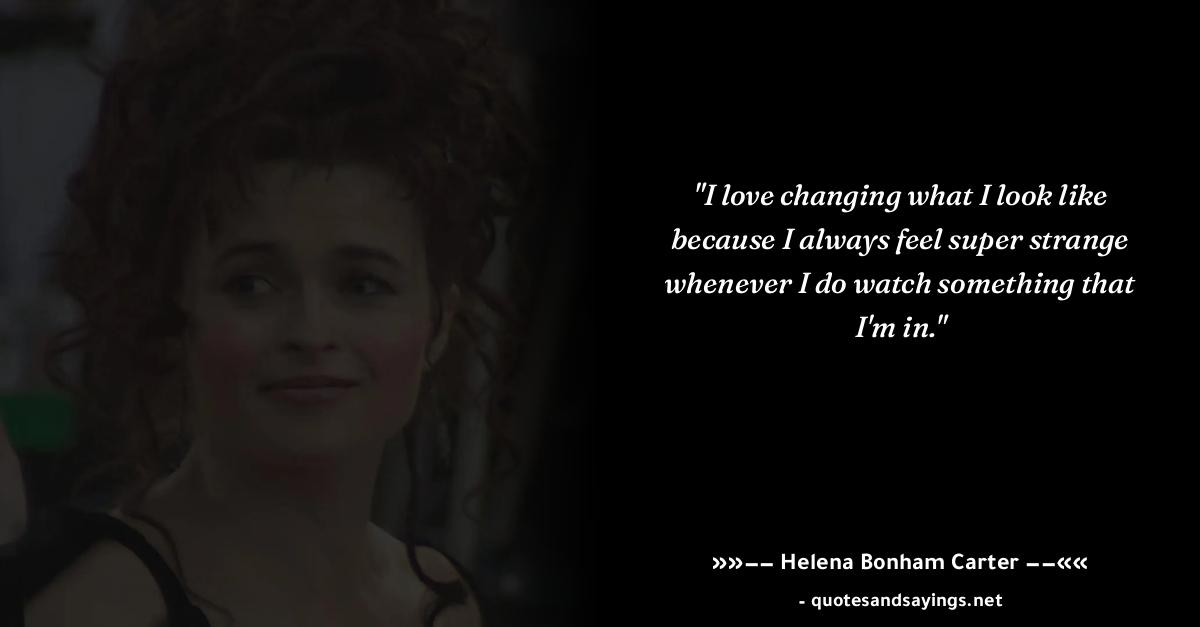 "I love changing what I look like
because I always feel super strange
whenever I do watch something that
I'm in."
»»–– Helena Bonham Carter ––««
- quotesandsayings.net